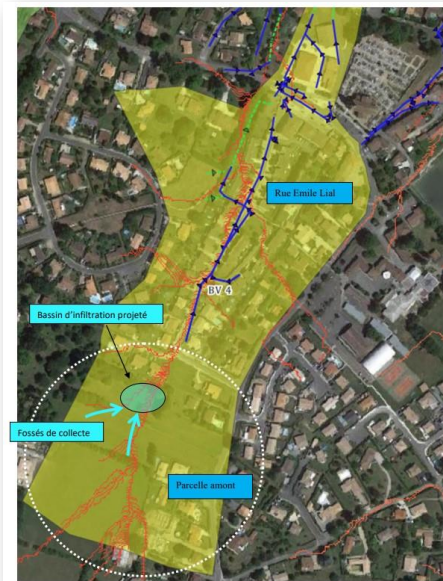 Rue Emile Lial
BV 4
Bassin d'infiltration projeté
Fossés de collecte
Parcelle amont